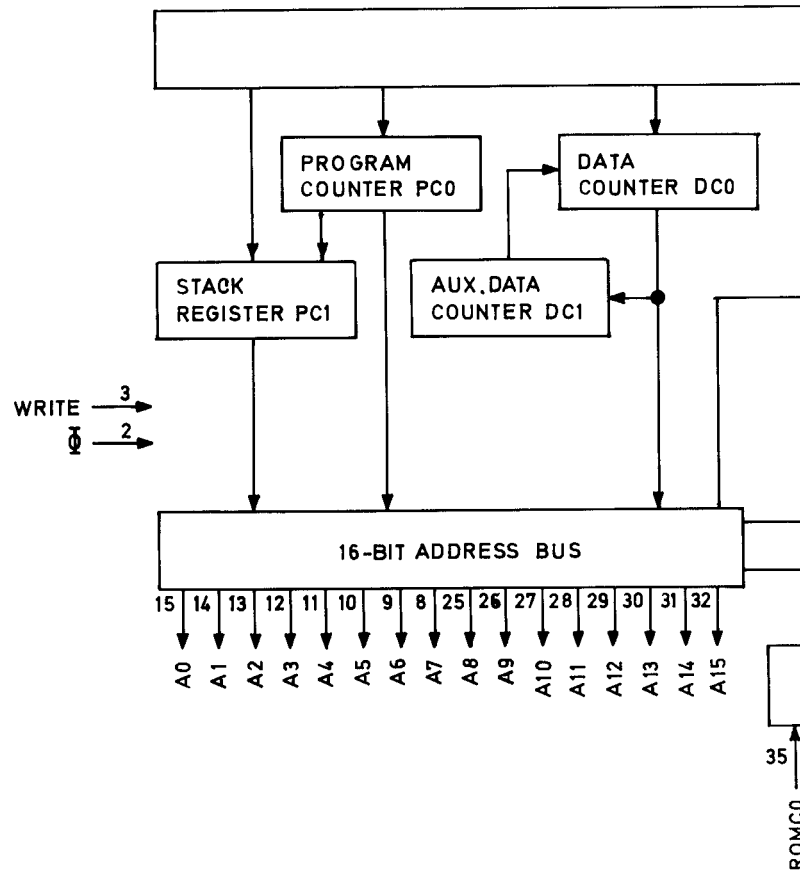 PROGRAM
COUNTER PC0
DATA
COUNTER DC0
STACK
REGISTER PC1
AUX. DATA
COUNTER DC1
WRITE 3
Φ 2
16-BIT ADDRESS BUS
15 14 13 12 11 10 9 8 25 26 27 28 29 30 31 32
A0 A1 A2 A3 A4 A5 A6 A7 A8 A9 A10 A11 A12 A13 A14 A15
35
ROMC0